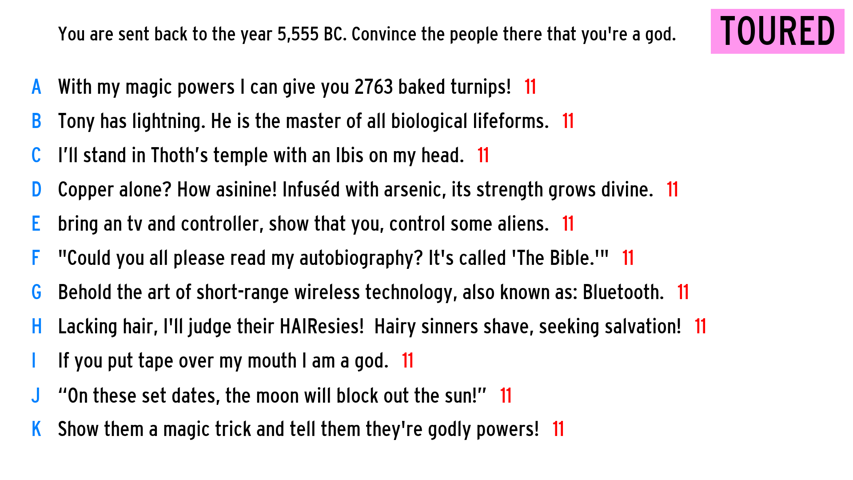 You are sent back to the year 5,555 BC. Convince the people there that you're a god.
TOURED
A With my magic powers I can give you 2763 baked turnips! 11
B Tony has lightning. He is the master of all biological lifeforms. 11
C I’ll stand in Thoth’s temple with an Ibis on my head. 11
D Copper alone? How asinine! Infuséd with arsenic, its strength grows divine. 11
E bring an tv and controller, show that you, control some aliens. 11
F "Could you all please read my autobiography? It's called 'The Bible.'" 11
G Behold the art of short-range wireless technology, also known as: Bluetooth. 11
H Lacking hair, I'll judge their HAIResies! Hairy sinners shave, seeking salvation! 11
I If you put tape over my mouth I am a god. 11
J “On these set dates, the moon will block out the sun!” 11
K Show them a magic trick and tell them they're godly powers! 11